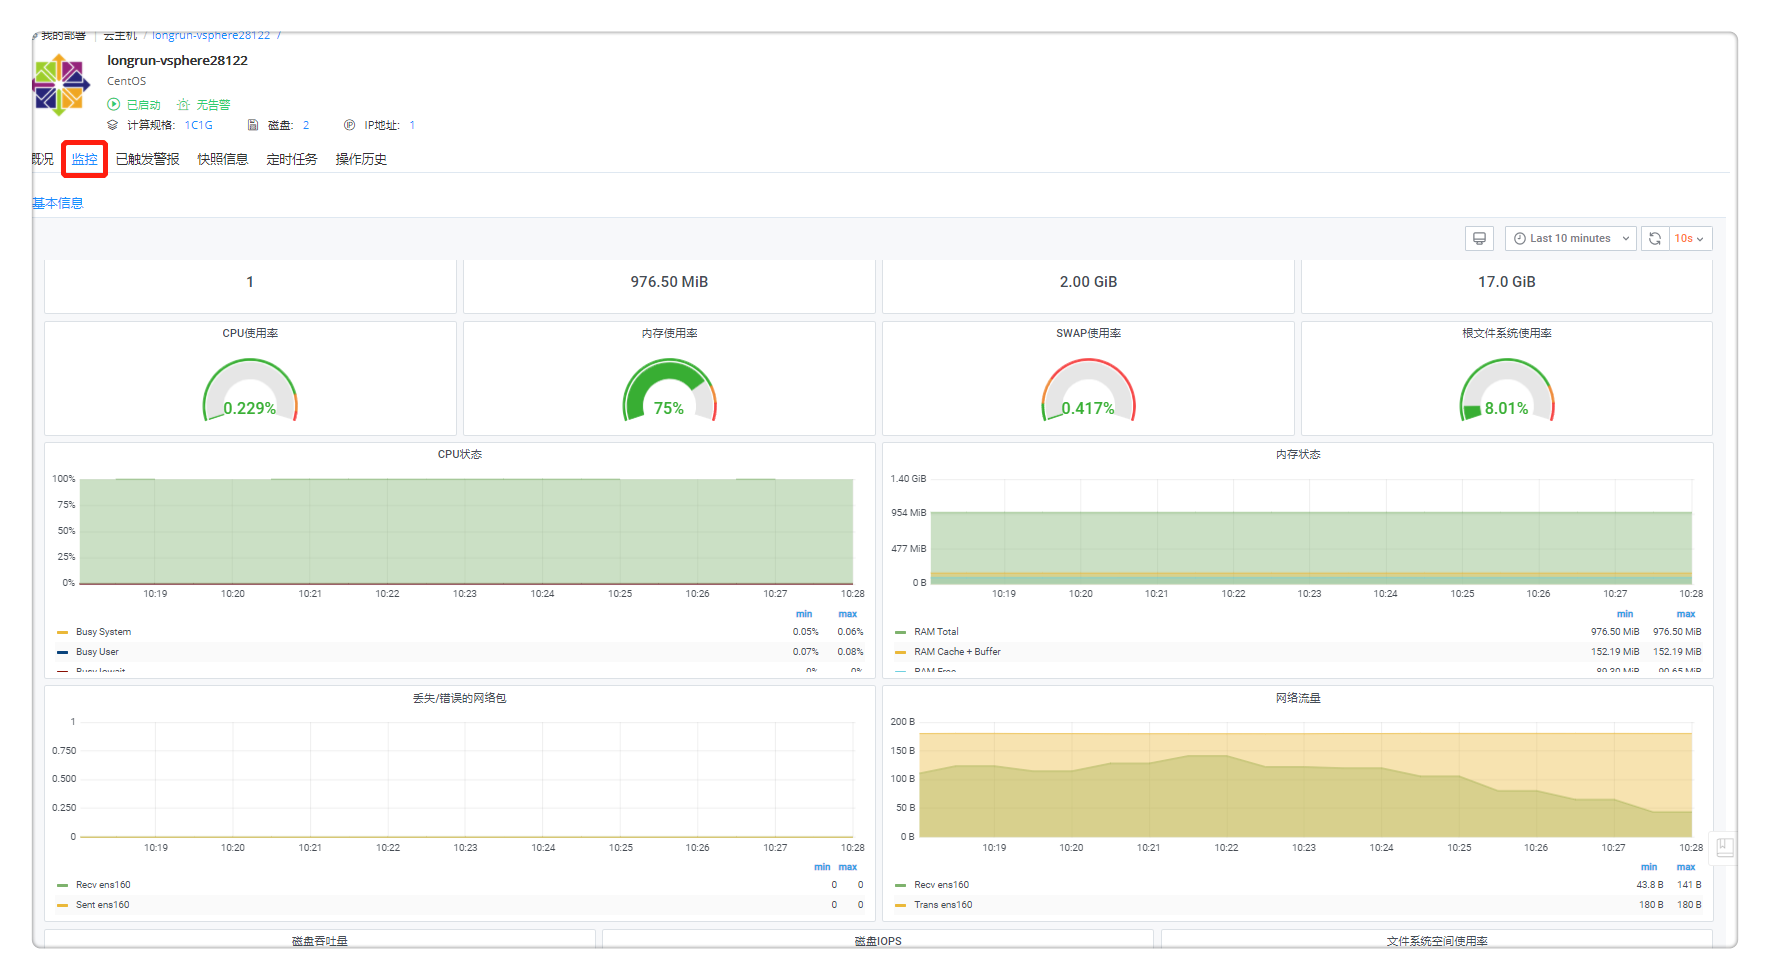 我的部署 | 云主机 / longrun-vsphere28122 /
longrun-vsphere28122
CentOS
已启动 无告警
计算规格: 1C1G 磁盘: 2 IP地址: 1
概况 监控 已触发警报 快照信息 定时任务 操作历史
基本信息
Last 10 minutes 10s
1 976.50 MiB 2.00 GiB 17.0 GiB
CPU使用率 内存使用率 SWAP使用率 根文件系统使用率
0.229% 75% 0.417% 8.01%
CPU状态
100%
75%
50%
25%
0%
10:19 10:20 10:21 10:22 10:23 10:24 10:25 10:26 10:27 10:28
min max
Busy System 0.05% 0.06%
Busy User 0.07% 0.08%
Busy Iowait 0% 0%
内存状态
1.40 GiB
954 MiB
477 MiB
0 B
10:19 10:20 10:21 10:22 10:23 10:24 10:25 10:26 10:27 10:28
min max
RAM Total 976.50 MiB 976.50 MiB
RAM Cache + Buffer 152.19 MiB 152.19 MiB
RAM Free 89.30 MiB 90.65 MiB
丢失/错误的网络包
1
0.750
0.500
0.250
0
10:19 10:20 10:21 10:22 10:23 10:24 10:25 10:26 10:27 10:28
min max
Recv ens160 0 0
Sent ens160 0 0
网络流量
200 B
150 B
100 B
50 B
0 B
10:19 10:20 10:21 10:22 10:23 10:24 10:25 10:26 10:27 10:28
min max
Recv ens160 43.8 B 141 B
Trans ens160 180 B 180 B
磁盘吞吐量 磁盘IOPS 文件系统空间使用率